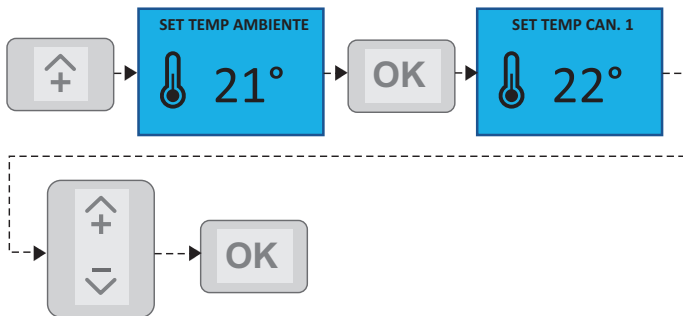 SET TEMP AMBIENTE
21°
OK
SET TEMP CAN. 1
22°
+
+
−
OK